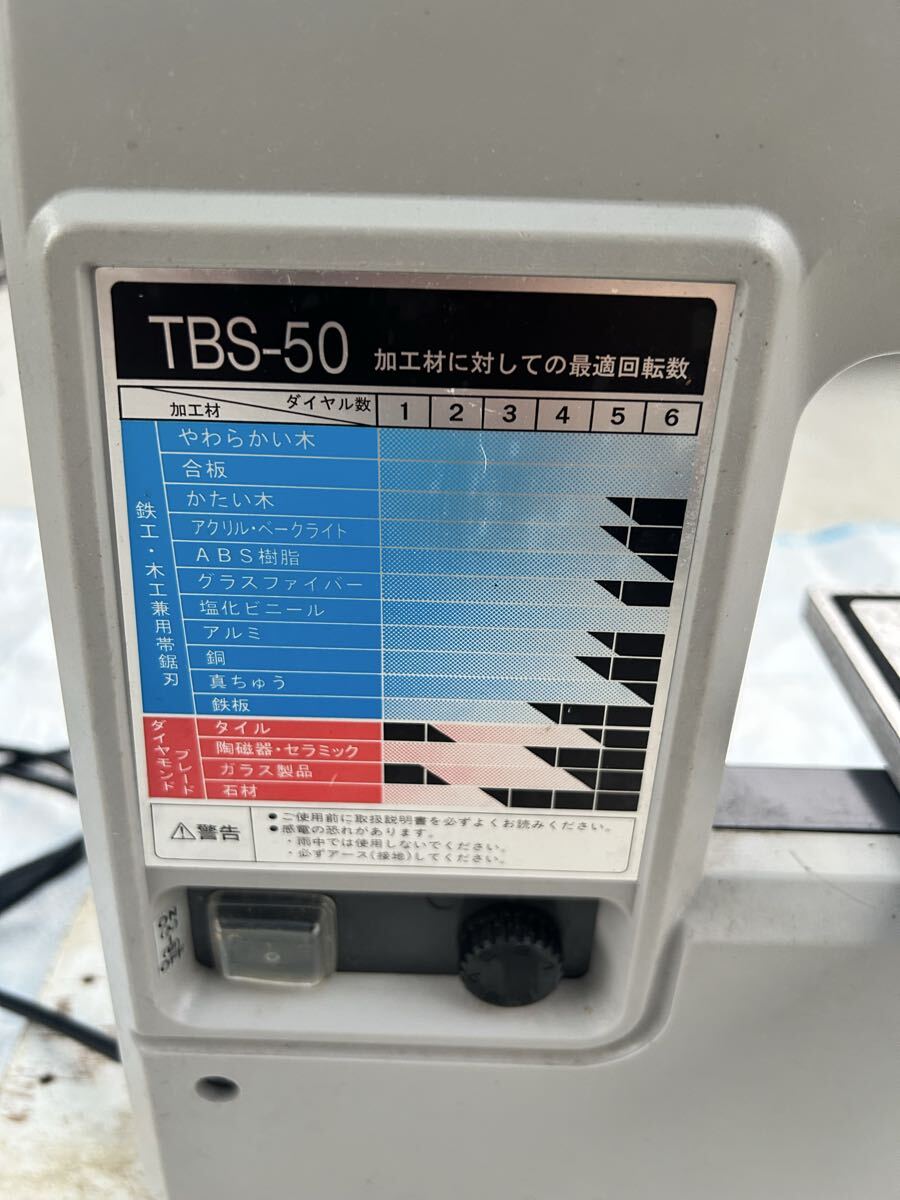 TBS-50 加工材に対しての最適回転数
加工材 ダイヤル数 1 2 3 4 5 6
鉄工・木工兼用帯鋸刃
やわらかい木
合板
かたい木
アクリル・ベークライト
ABS樹脂
グラスファイバー
塩化ビニール
アルミ
銅
真ちゅう
鉄板
ダイヤモンド
ブレード
タイル
陶磁器・セラミック
ガラス製品
石材
⚠警告
●ご使用前に取扱説明書を必ずよくお読みください。
●感電の恐れがあります。
・雨中では使用しないでください。
・必ずアース(接地)してください。
ON
OFF